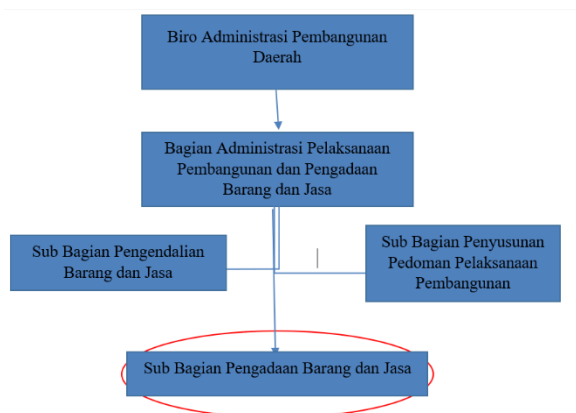 Biro Administrasi Pembangunan
Daerah
Bagian Administrasi Pelaksanaan
Pembangunan dan Pengadaan
Barang dan Jasa
Sub Bagian Pengendalian
Barang dan Jasa
Sub Bagian Penyusunan
Pedoman Pelaksanaan
Pembangunan
Sub Bagian Pengadaan Barang dan Jasa